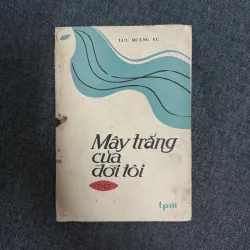 LƯU QUANG VŨ
Mây trắng
của
đời tôi
THƠ
tpm